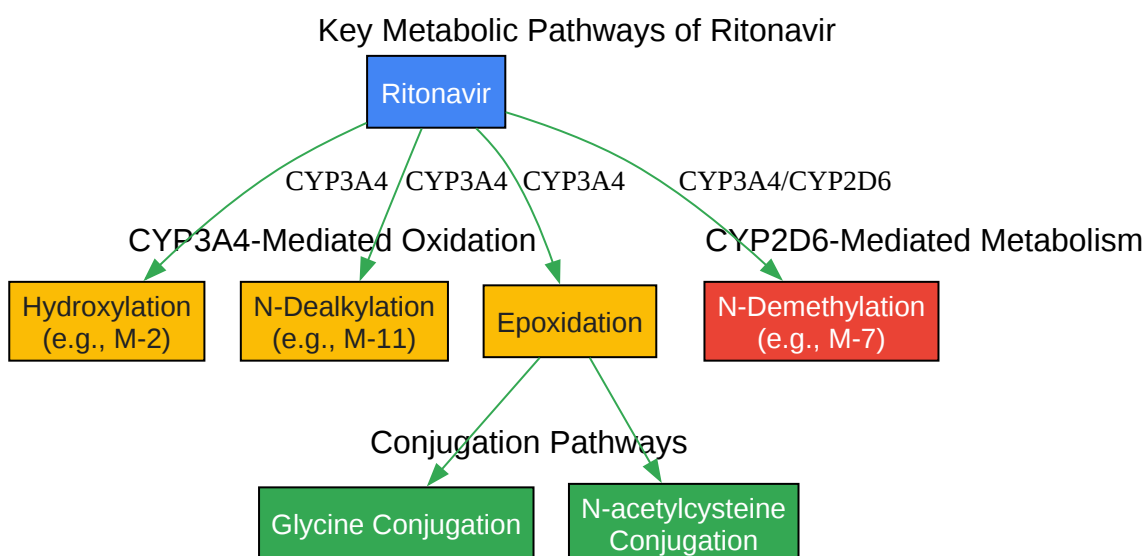 Key Metabolic Pathways of Ritonavir
Ritonavir
CYP3A4
CYP3A4
CYP3A4
CYP3A4/CYP2D6
CYP3A4-Mediated Oxidation
CYP2D6-Mediated Metabolism
Hydroxylation
(e.g., M-2)
N-Dealkylation
(e.g., M-11)
Epoxidation
N-Demethylation
(e.g., M-7)
Conjugation Pathways
Glycine Conjugation
N-acetylcysteine
Conjugation